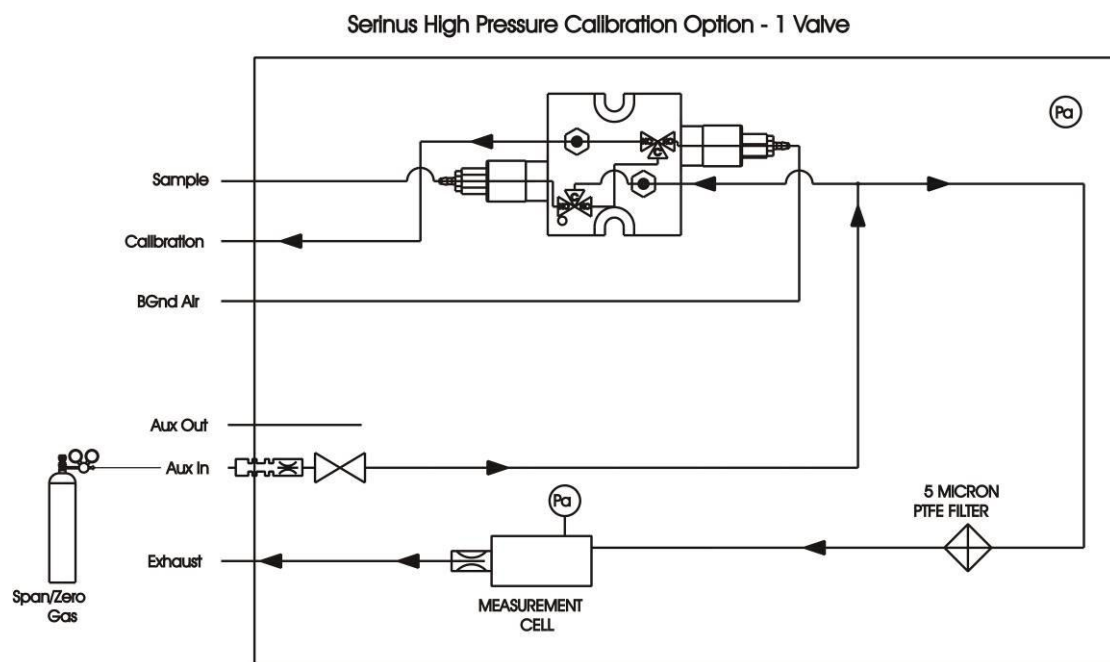 Serinus High Pressure Calibration Option - 1 Valve
Pa
Sample
Calibration
BGnd Air
Aux Out
Aux In
Pa
5 MICRON
PTFE FILTER
Exhaust
Span/Zero
Gas
MEASUREMENT
CELL